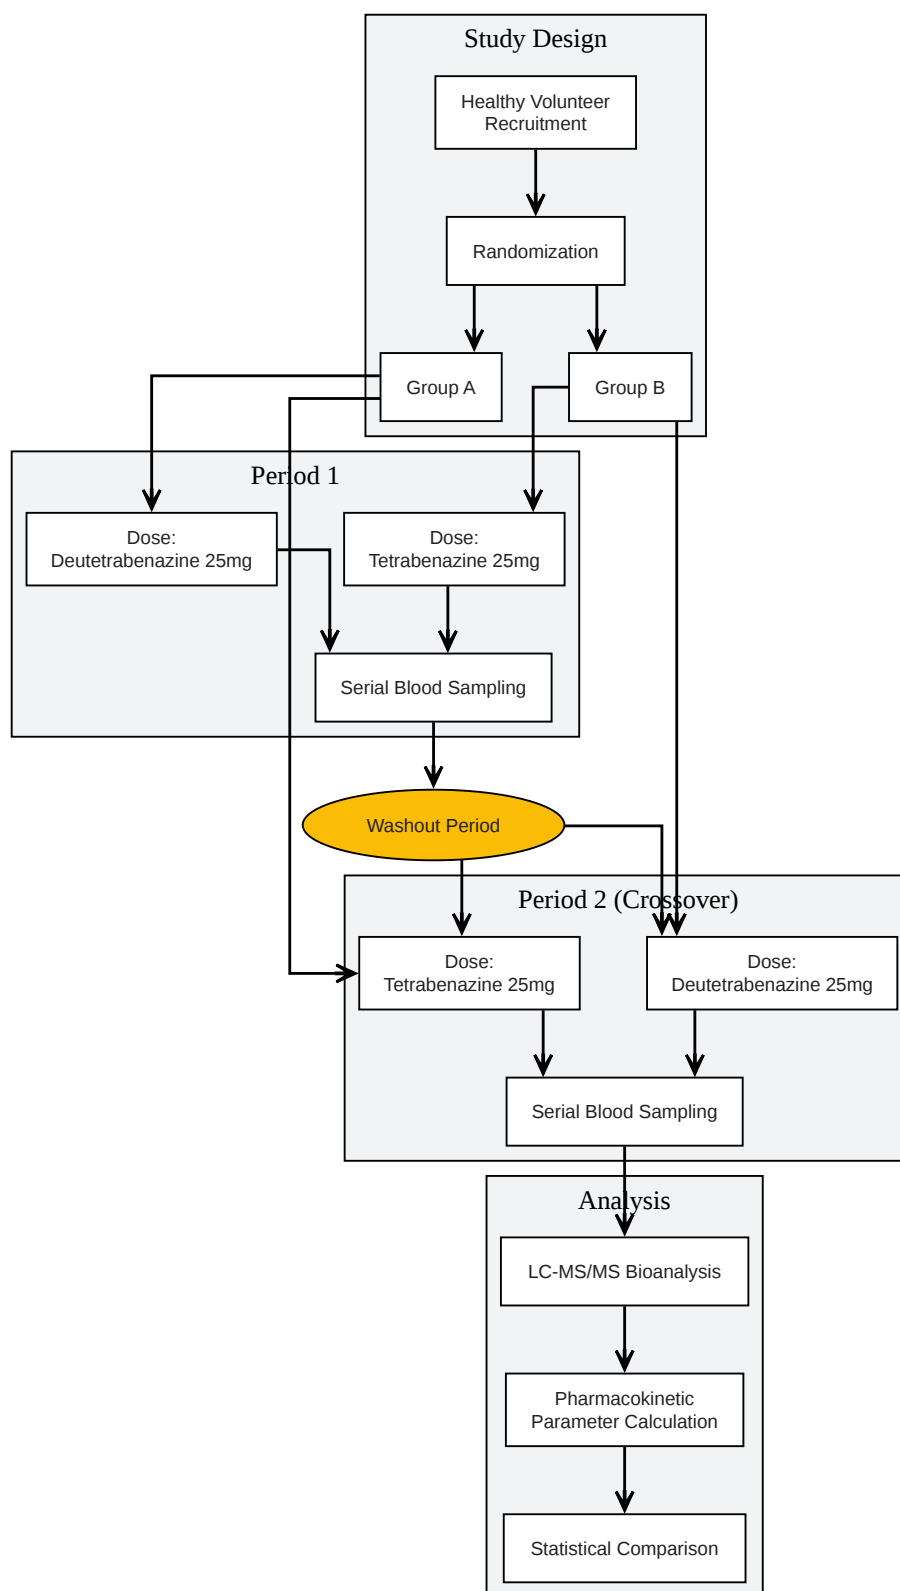 Study Design
Healthy Volunteer
Recruitment
Randomization
Group A
Group B
Period 1
Dose:
Deutetrabenazine 25mg
Dose:
Tetrabenazine 25mg
Serial Blood Sampling
Washout Period
Period 2 (Crossover)
Dose:
Tetrabenazine 25mg
Dose:
Deutetrabenazine 25mg
Serial Blood Sampling
Analysis
LC-MS/MS Bioanalysis
Pharmacokinetic
Parameter Calculation
Statistical Comparison